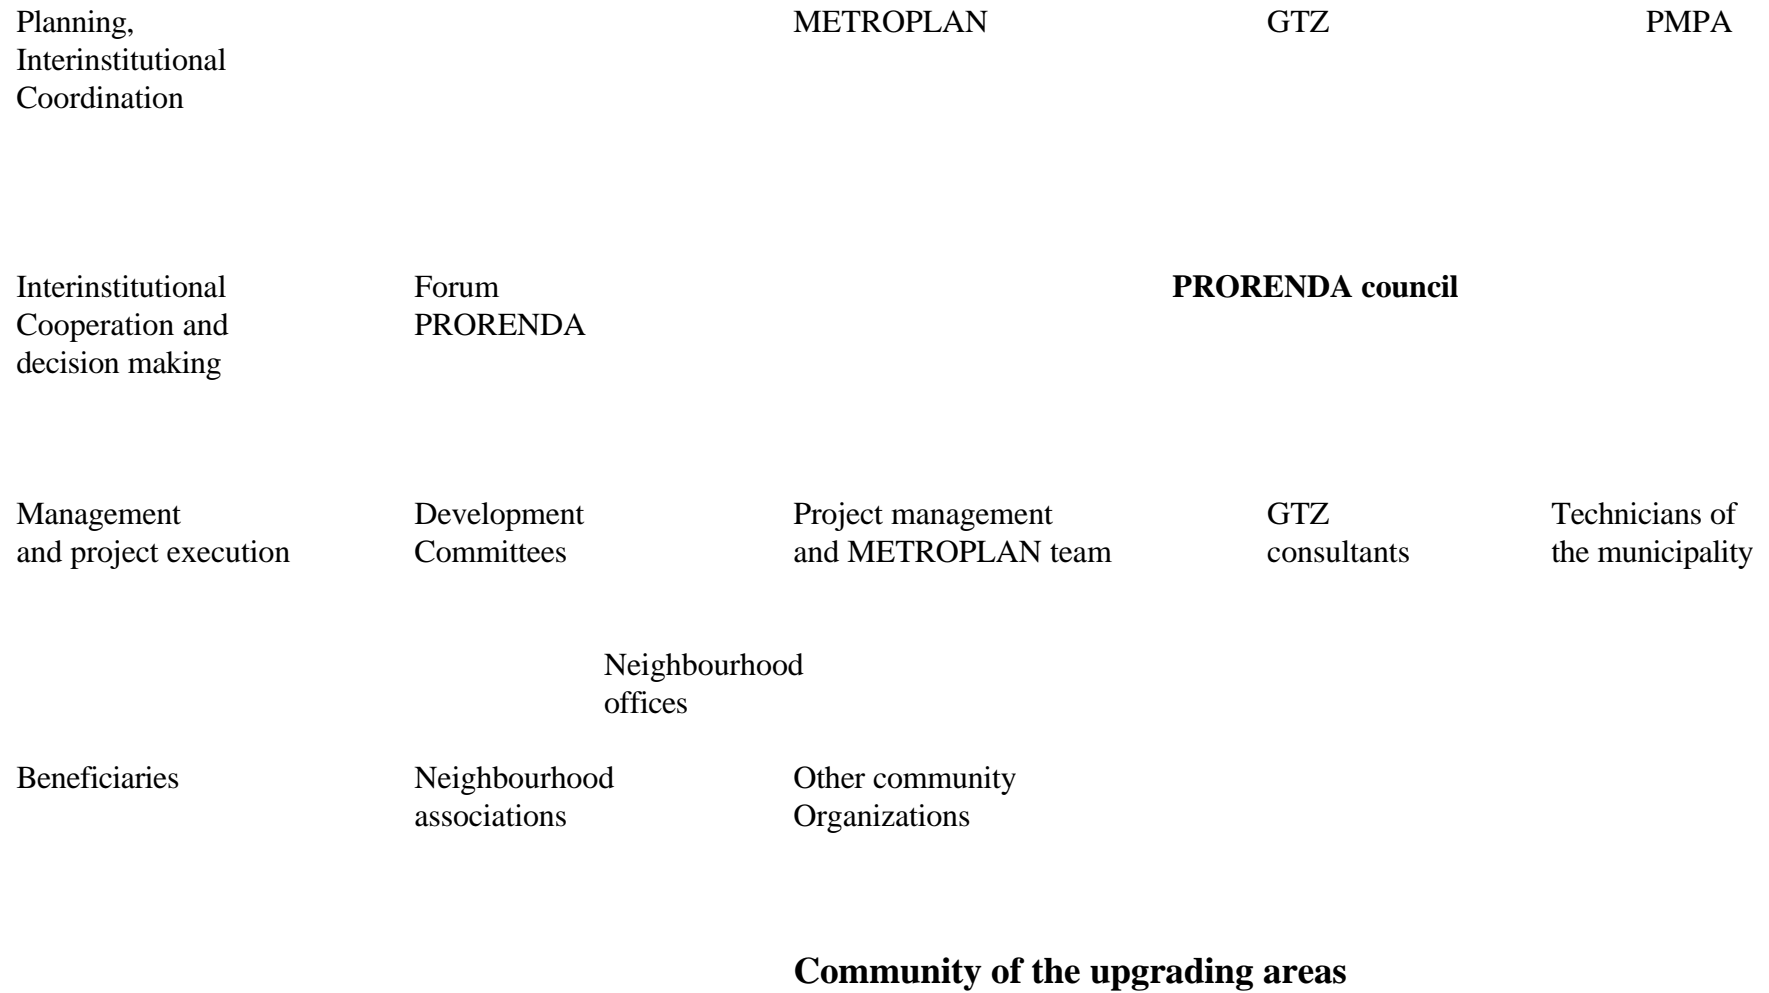 Planning,
Interinstitutional
Coordination
METROPLAN
GTZ
PMPA
Interinstitutional
Cooperation and
decision making
Forum
PRORENDA
PRORENDA council
Management
and project execution
Development
Committees
Project management
and METROPLAN team
GTZ
consultants
Technicians of
the municipality
Neighbourhood
offices
Beneficiaries
Neighbourhood
associations
Other community
Organizations
Community of the upgrading areas